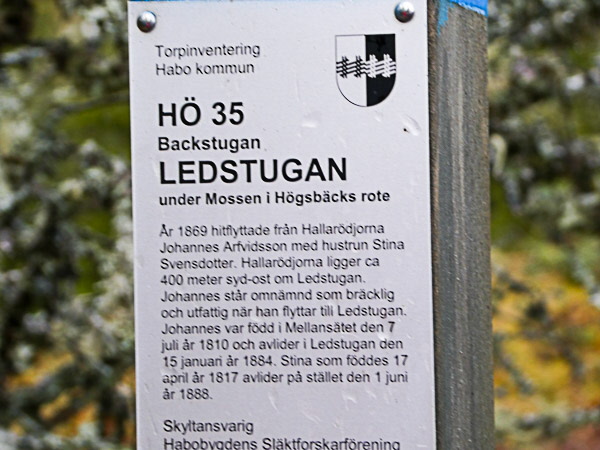 Torpinventering
Habo kommun
HÖ 35
Backstugan
LEDSTUGAN
under Mossen i Högsbäcks rote
År 1869 hitflyttade från Hallarödjorna
Johannes Arfvidsson med hustrun Stina
Svensdotter. Hallarödjorna ligger ca
400 meter syd-ost om Ledstugan.
Johannes står omnämnd som bräcklig
och utfattig när han flyttar till Ledstugan.
Johannes var född i Mellansätet den 7
juli år 1810 och avlider i Ledstugan den
15 januari år 1884. Stina som föddes 17
april år 1817 avlider på stället den 1 juni
år 1888.
Skyltansvarig
Habobygdens Släktforskarförening